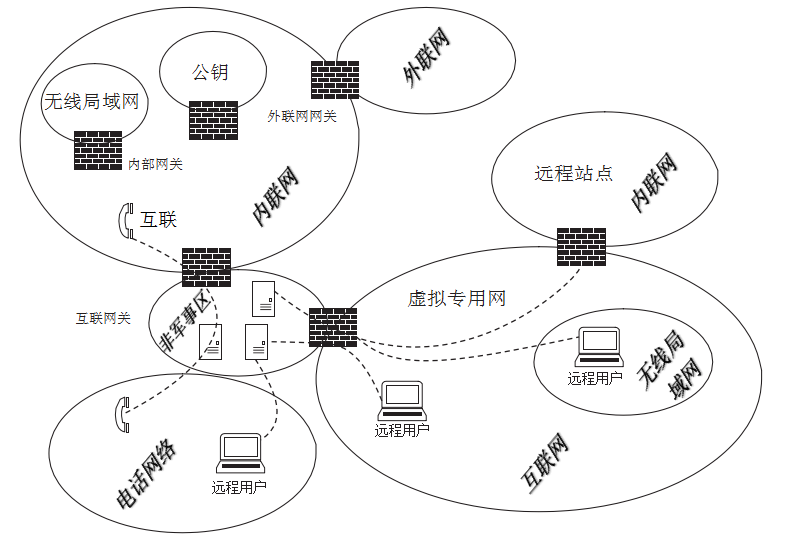 外联网
公钥
无线局域网
外联网网关
内部网关
远程站点
内联网
内联网
互联
虚拟专用网
非军事区
互联网关
无线局
域网
远程用户
远程用户
互联网
电话网络
远程用户